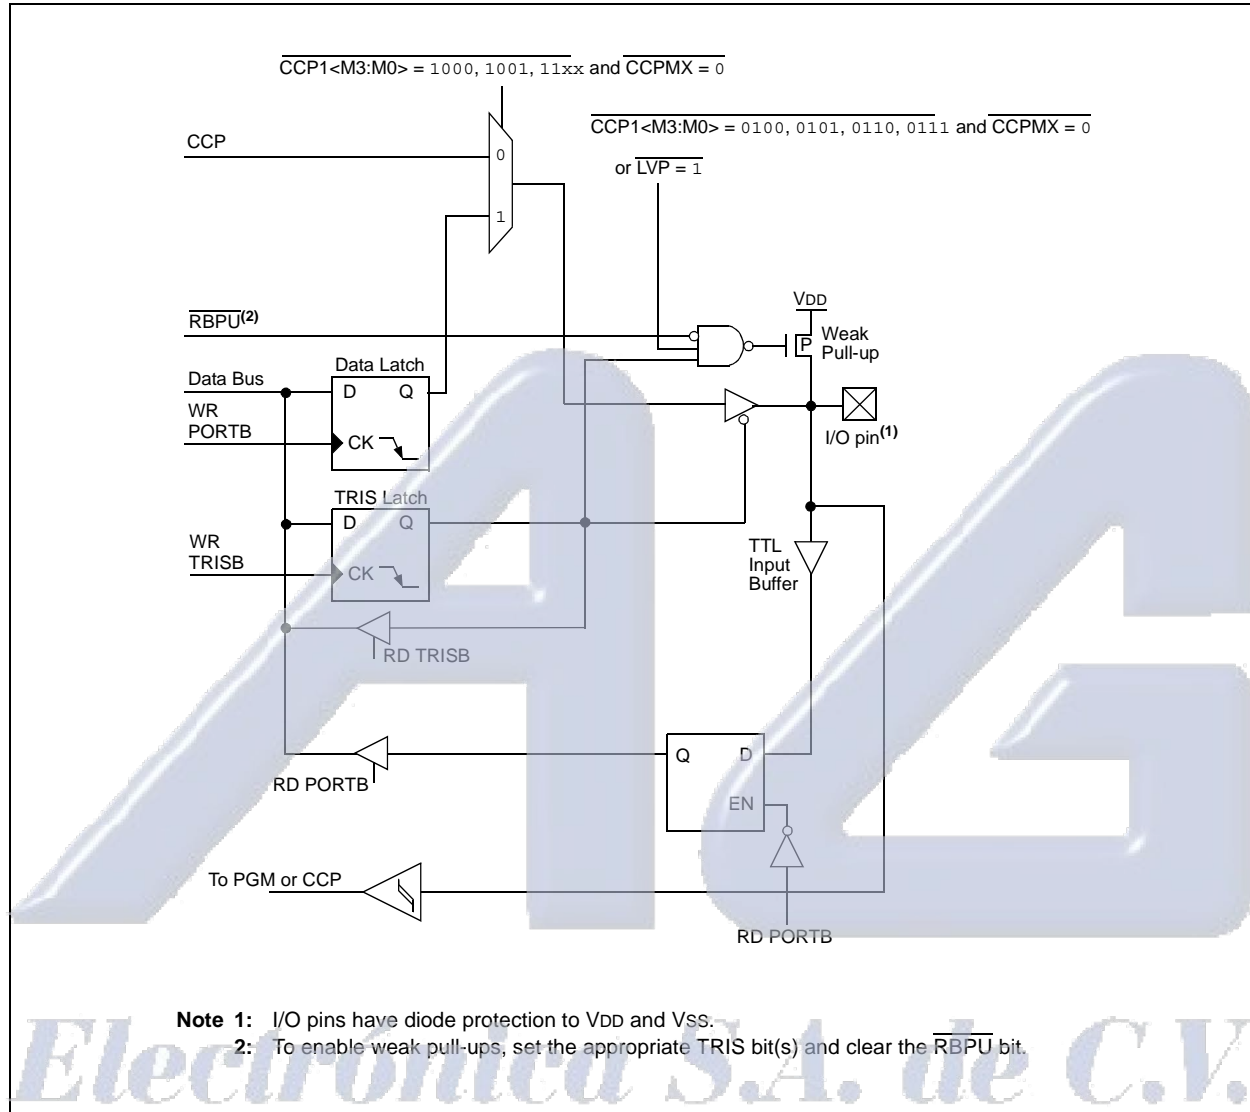 CCP1<M3:M0> = 1000, 1001, 11xx and CCPMX = 0
CCP1<M3:M0> = 0100, 0101, 0110, 0111 and CCPMX = 0
or LVP = 1
CCP
0
1
VDD
RBPU(2)
P
Weak
Pull-up
Data Latch
Data Bus
D Q
WR
PORTB
CK
I/O pin(1)
TRIS Latch
D Q
WR
TRISB
CK
TTL
Input
Buffer
RD TRISB
Q D
EN
RD PORTB
To PGM or CCP
RD PORTB
Note 1: I/O pins have diode protection to VDD and VSS.
2: To enable weak pull-ups, set the appropriate TRIS bit(s) and clear the RBPU bit.
AG
Electrónica S.A. de C.V.